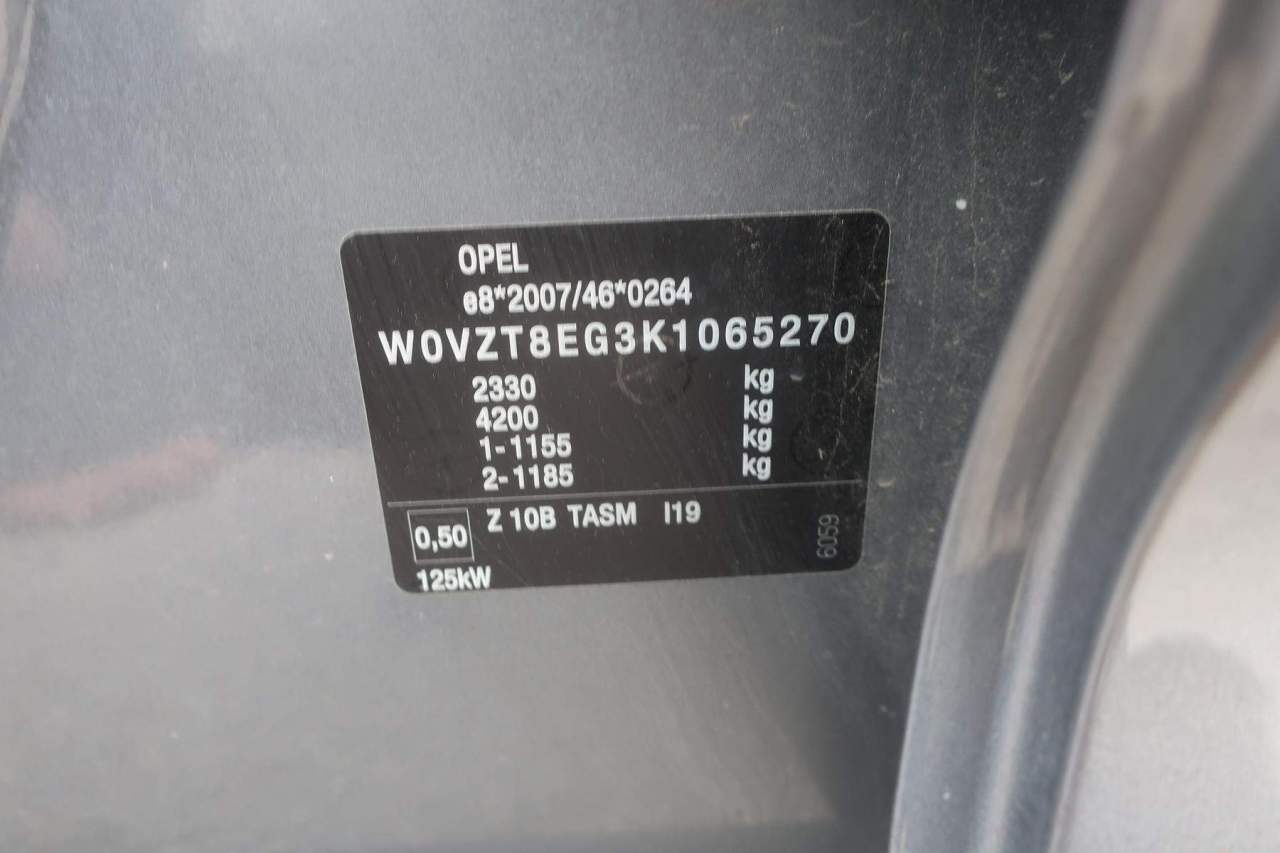 OPEL
e8*2007/46*0264
W0VZT8EG3K1065270
2330 kg
4200 kg
1-1155 kg
2-1185 kg
0,50 Z 10B TASM I19
125kW
6059